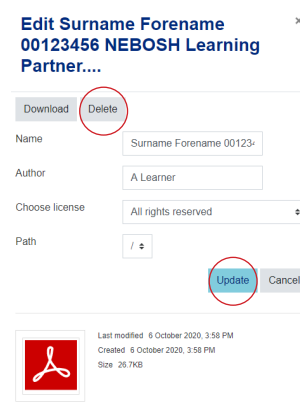 Edit Surname Forename
00123456 NEBOSH Learning
Partner....
×
Download Delete
Name Surname Forename 00123
Author A Learner
Choose license All rights reserved
Path /
Update Cancel
Last modified 6 October 2020, 3:58 PM
Created 6 October 2020, 3:58 PM
Size 26.7KB